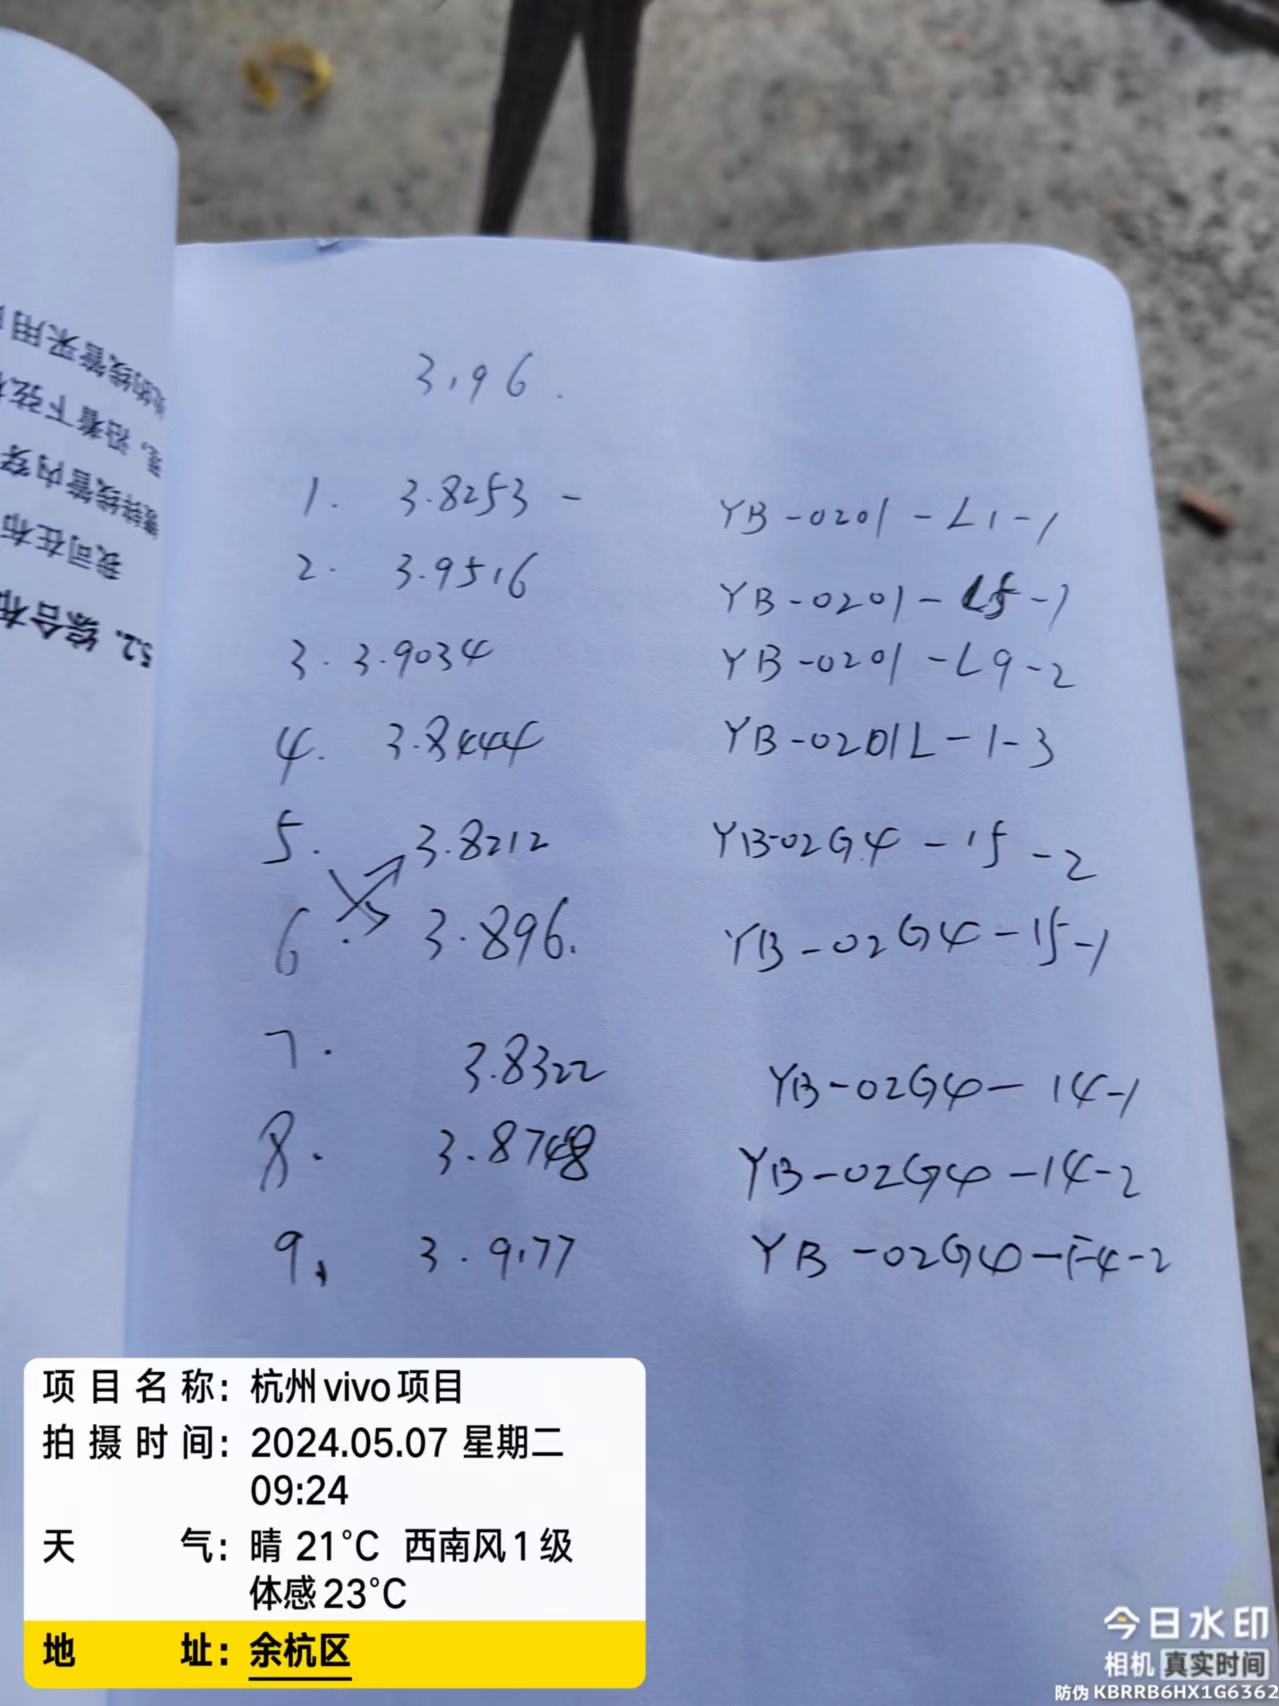 3.96.
1. 3.8253 - YB-0201-L1-1
2. 3.9516 YB-0201-L5-1
3. 3.9034 YB-0201-L9-2
4. 3.8444 YB-0201L-1-3
5. 3.8212 YB-02G4-15-2
6. 3.896. YB-02G4-15-1
7. 3.8322 YB-02G4-14-1
8. 3.8748 YB-02G4-14-2
9、 3.9177 YB-02G4-F4-2
处的线管采用
要，沿着下弦
镀锌线管内穿
我司在布
5.2. 综合布
项目名称：杭州vivo项目
拍摄时间：2024.05.07 星期二
09:24
天气：晴 21°C 西南风1级
体感23°C
地址：余杭区
今日水印
相机 真实时间
防伪 KBRRB6HX1G6362